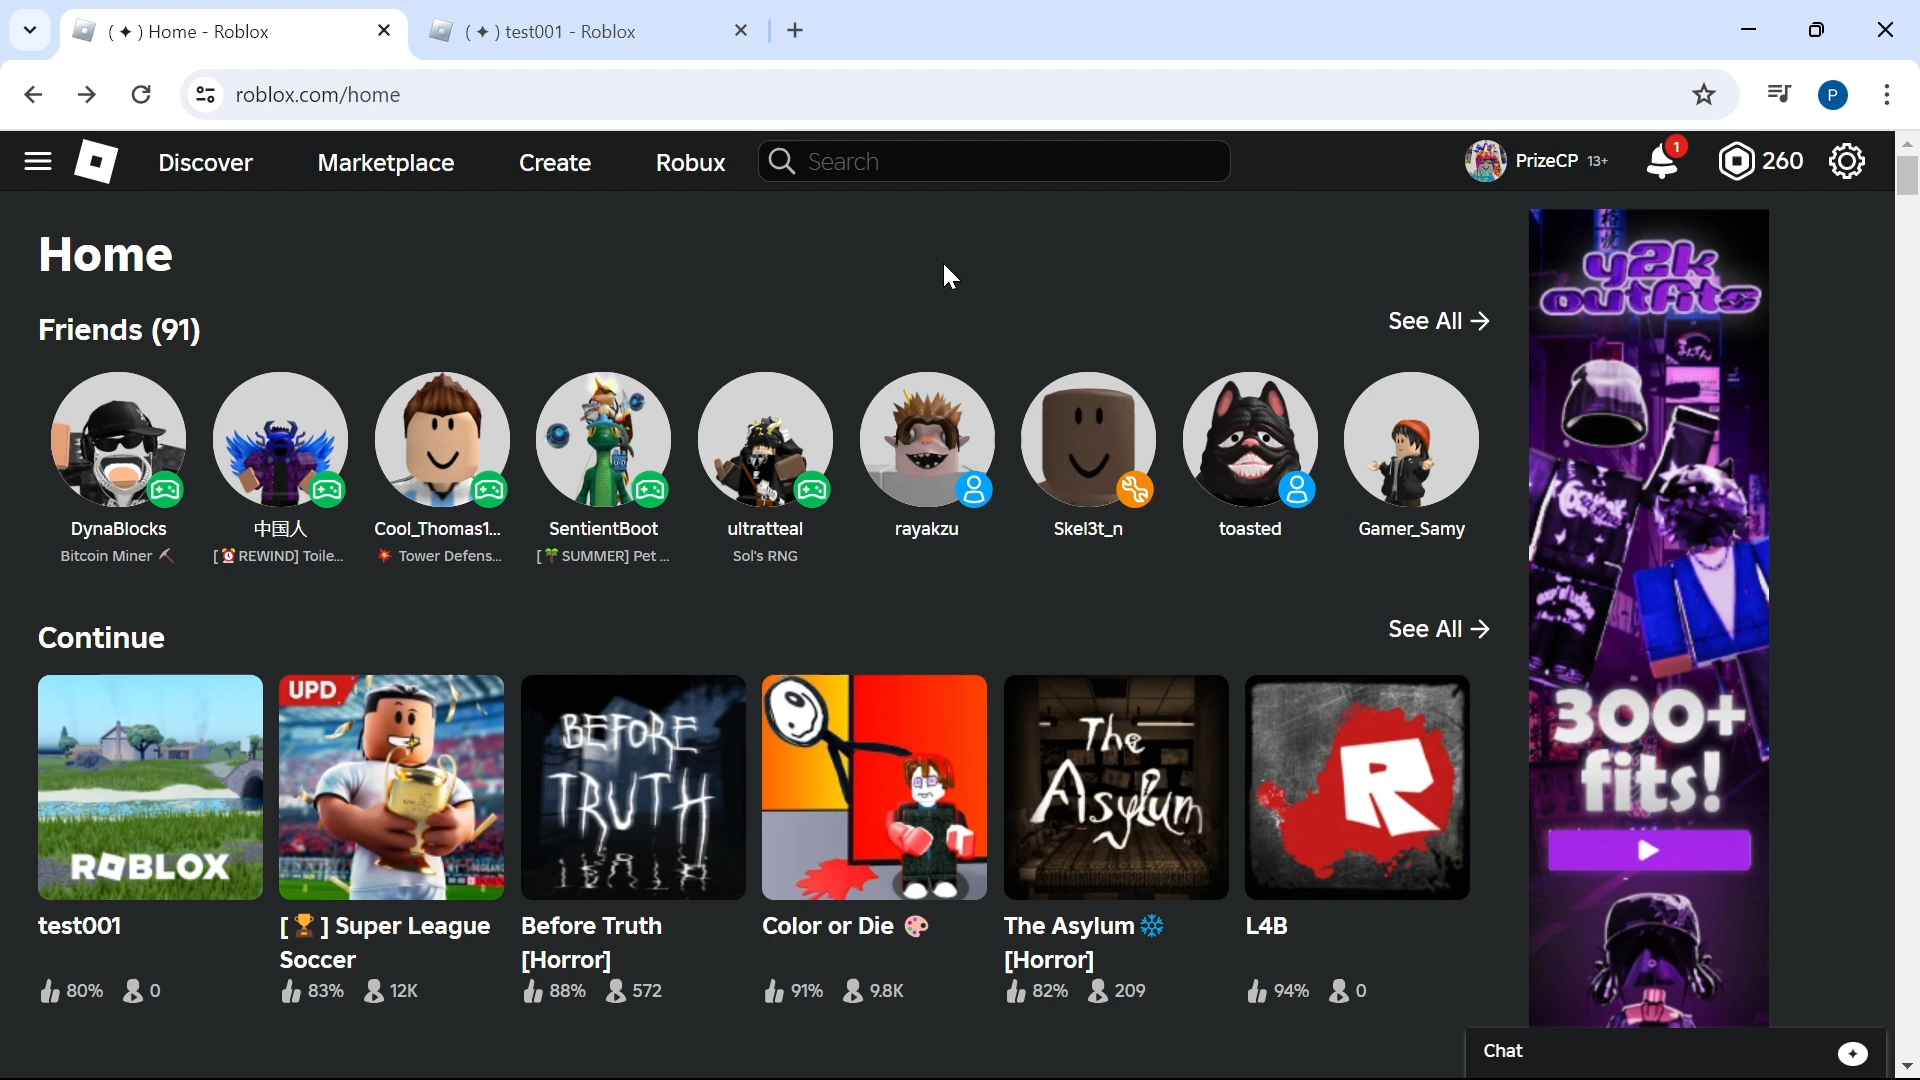 ( ✦ ) Home - Roblox
( ✦ ) test001 - Roblox
roblox.com/home
P
Discover
Marketplace
Create
Robux
Search
PrizeCP 13+
1
260
Home
Friends (91)
See All →
DynaBlocks
中国人
Cool_Thomas1...
SentientBoot
ultratteal
rayakzu
Skel3t_n
toasted
Gamer_Samy
Bitcoin Miner ⛏️
[⏰REWIND] Toile...
💥 Tower Defens...
[🌴SUMMER] Pet ...
Sol's RNG
Continue
See All →
ROBLOX
UPD
BEFORE
TRUTH
The
Asylum
R
test001
[🏆] Super League
Soccer
Before Truth
[Horror]
Color or Die 🎨
The Asylum ❄️
[Horror]
L4B
80% 0
83% 12K
88% 572
91% 9.8K
82% 209
94% 0
y2k
outfits
300+
fits!
Chat